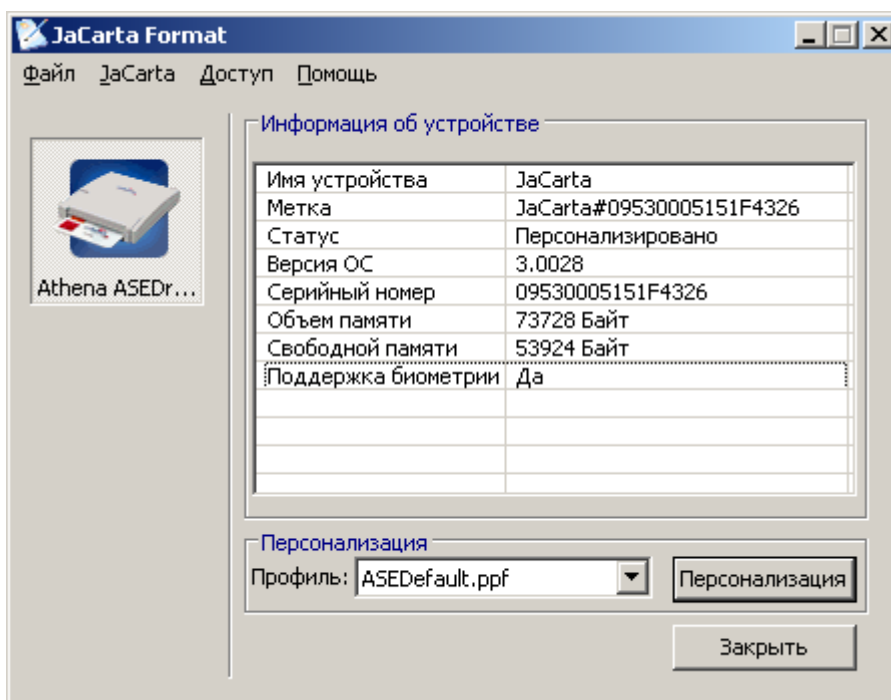 JaCarta Format
Файл JaCarta Доступ Помощь
Athena ASEDr...
Информация об устройстве
Имя устройства JaCarta
Метка JaCarta#09530005151F4326
Статус Персонализировано
Версия ОС 3.0028
Серийный номер 09530005151F4326
Объем памяти 73728 Байт
Свободной памяти 53924 Байт
Поддержка биометрии Да
Персонализация
Профиль: ASEDefault.ppf Персонализация
Закрыть